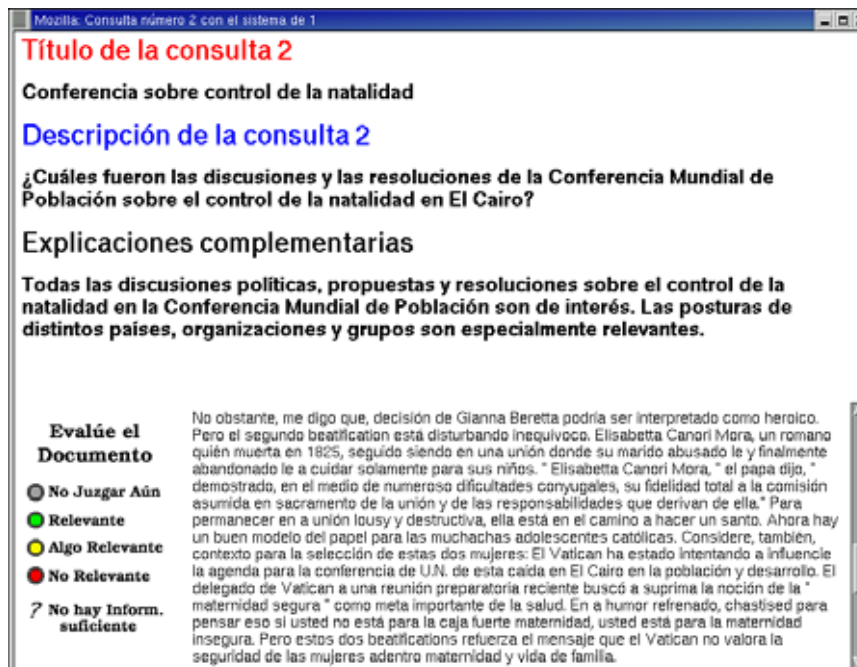 Mozilla: Consulta número 2 con el sistema de 1
Título de la consulta 2
Conferencia sobre control de la natalidad
Descripción de la consulta 2
¿Cuáles fueron las discusiones y las resoluciones de la Conferencia Mundial de
Población sobre el control de la natalidad en El Cairo?
Explicaciones complementarias
Todas las discusiones políticas, propuestas y resoluciones sobre el control de la
natalidad en la Conferencia Mundial de Población son de interés. Las posturas de
distintos países, organizaciones y grupos son especialmente relevantes.
Evalúe el
Documento
No Juzgar Aún
Relevante
Algo Relevante
No Relevante
? No hay Inform.
suficiente
No obstante, me digo que, decisión de Gianna Beretta podría ser interpretado como heroico.
Pero el segundo beatification está disturbando inequívoco. Elisabetta Canori Mora, un romano
quién muerta en 1825, seguido siendo en una unión donde su marido abusado le y finalmente
abandonado le a cuidar solamente para sus niños. " Elisabetta Canori Mora, " el papa dijo, "
demostrado, en el medio de numeroso dificultades conyugales, su fidelidad total a la comisión
asumida en sacramento de la unión y de las responsabilidades que derivan de ella." Para
permanecer en a unión lousy y destructiva, ella está en el camino a hacer un santo. Ahora hay
un buen modelo del papel para las muchachas adolescentes católicas. Considere, también,
contexto para la selección de estas dos mujeres: El Vatican ha estado intentando a influencie
la agenda para la conferencia de U.N. de esta caída en El Cairo en la población y desarrollo. El
delegado de Vatican a una reunión preparatoria reciente buscó a suprima la noción de la "
maternidad segura " como meta importante de la salud. En a humor refrenado, chastised para
pensar eso si usted no está para la caja fuerte maternidad, usted está para la maternidad
insegura. Pero estos dos beatifications refuerza el mensaje que el Vatican no valora la
seguridad de las mujeres adentro maternidad y vida de familia.